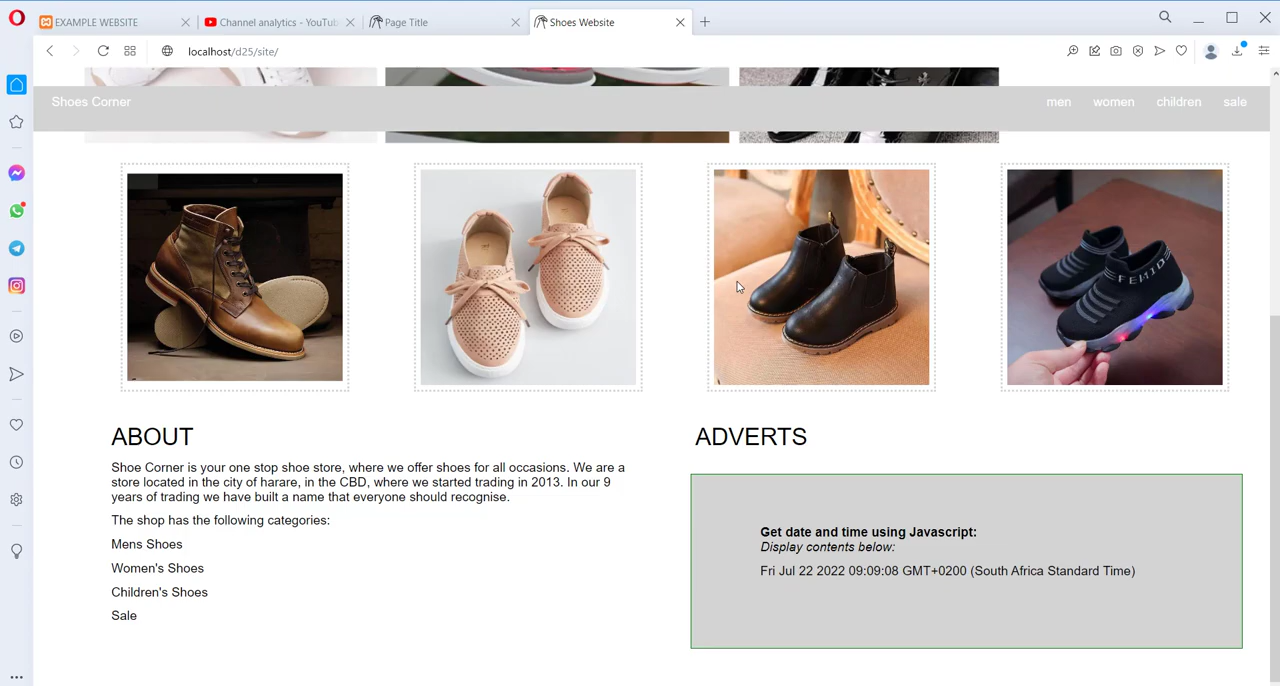 EXAMPLE WEBSITE
Channel analytics - YouTub
Page Title
Shoes Website
localhost/d25/site/
Shoes Corner
men women children sale
FEMID
ABOUT
Shoe Corner is your one stop shoe store, where we offer shoes for all occasions. We are a
store located in the city of harare, in the CBD, where we started trading in 2013. In our 9
years of trading we have built a name that everyone should recognise.
The shop has the following categories:
Mens Shoes
Women's Shoes
Children's Shoes
Sale
ADVERTS
Get date and time using Javascript:
Display contents below:
Fri Jul 22 2022 09:09:08 GMT+0200 (South Africa Standard Time)